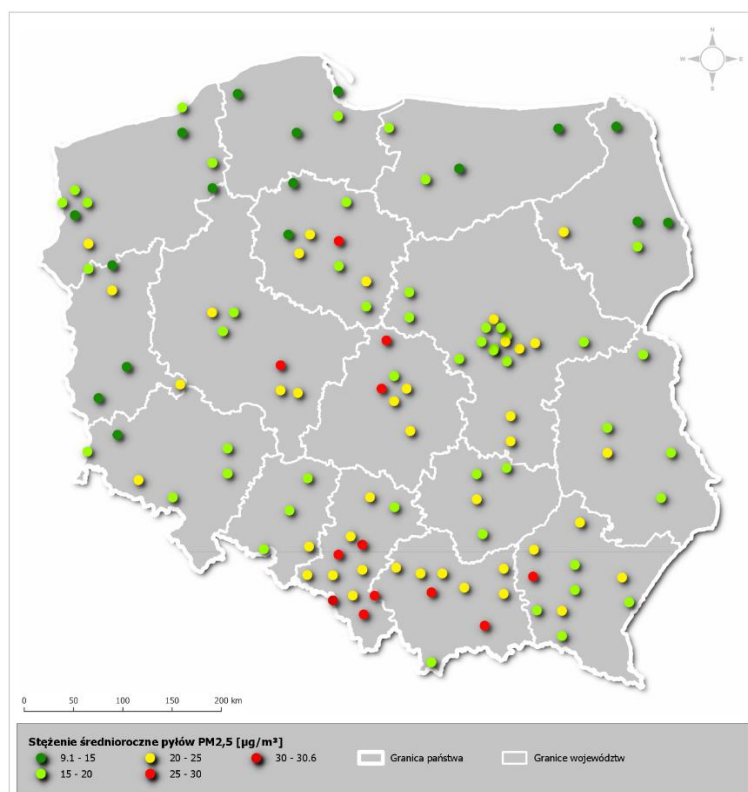 N
W E
S
0 50 100 150 200 km
Stężenie średnioroczne pyłów PM2,5 [µg/m³]
9.1 - 15 20 - 25 30 - 30.6 Granica państwa Granice województw
15 - 20 25 - 30